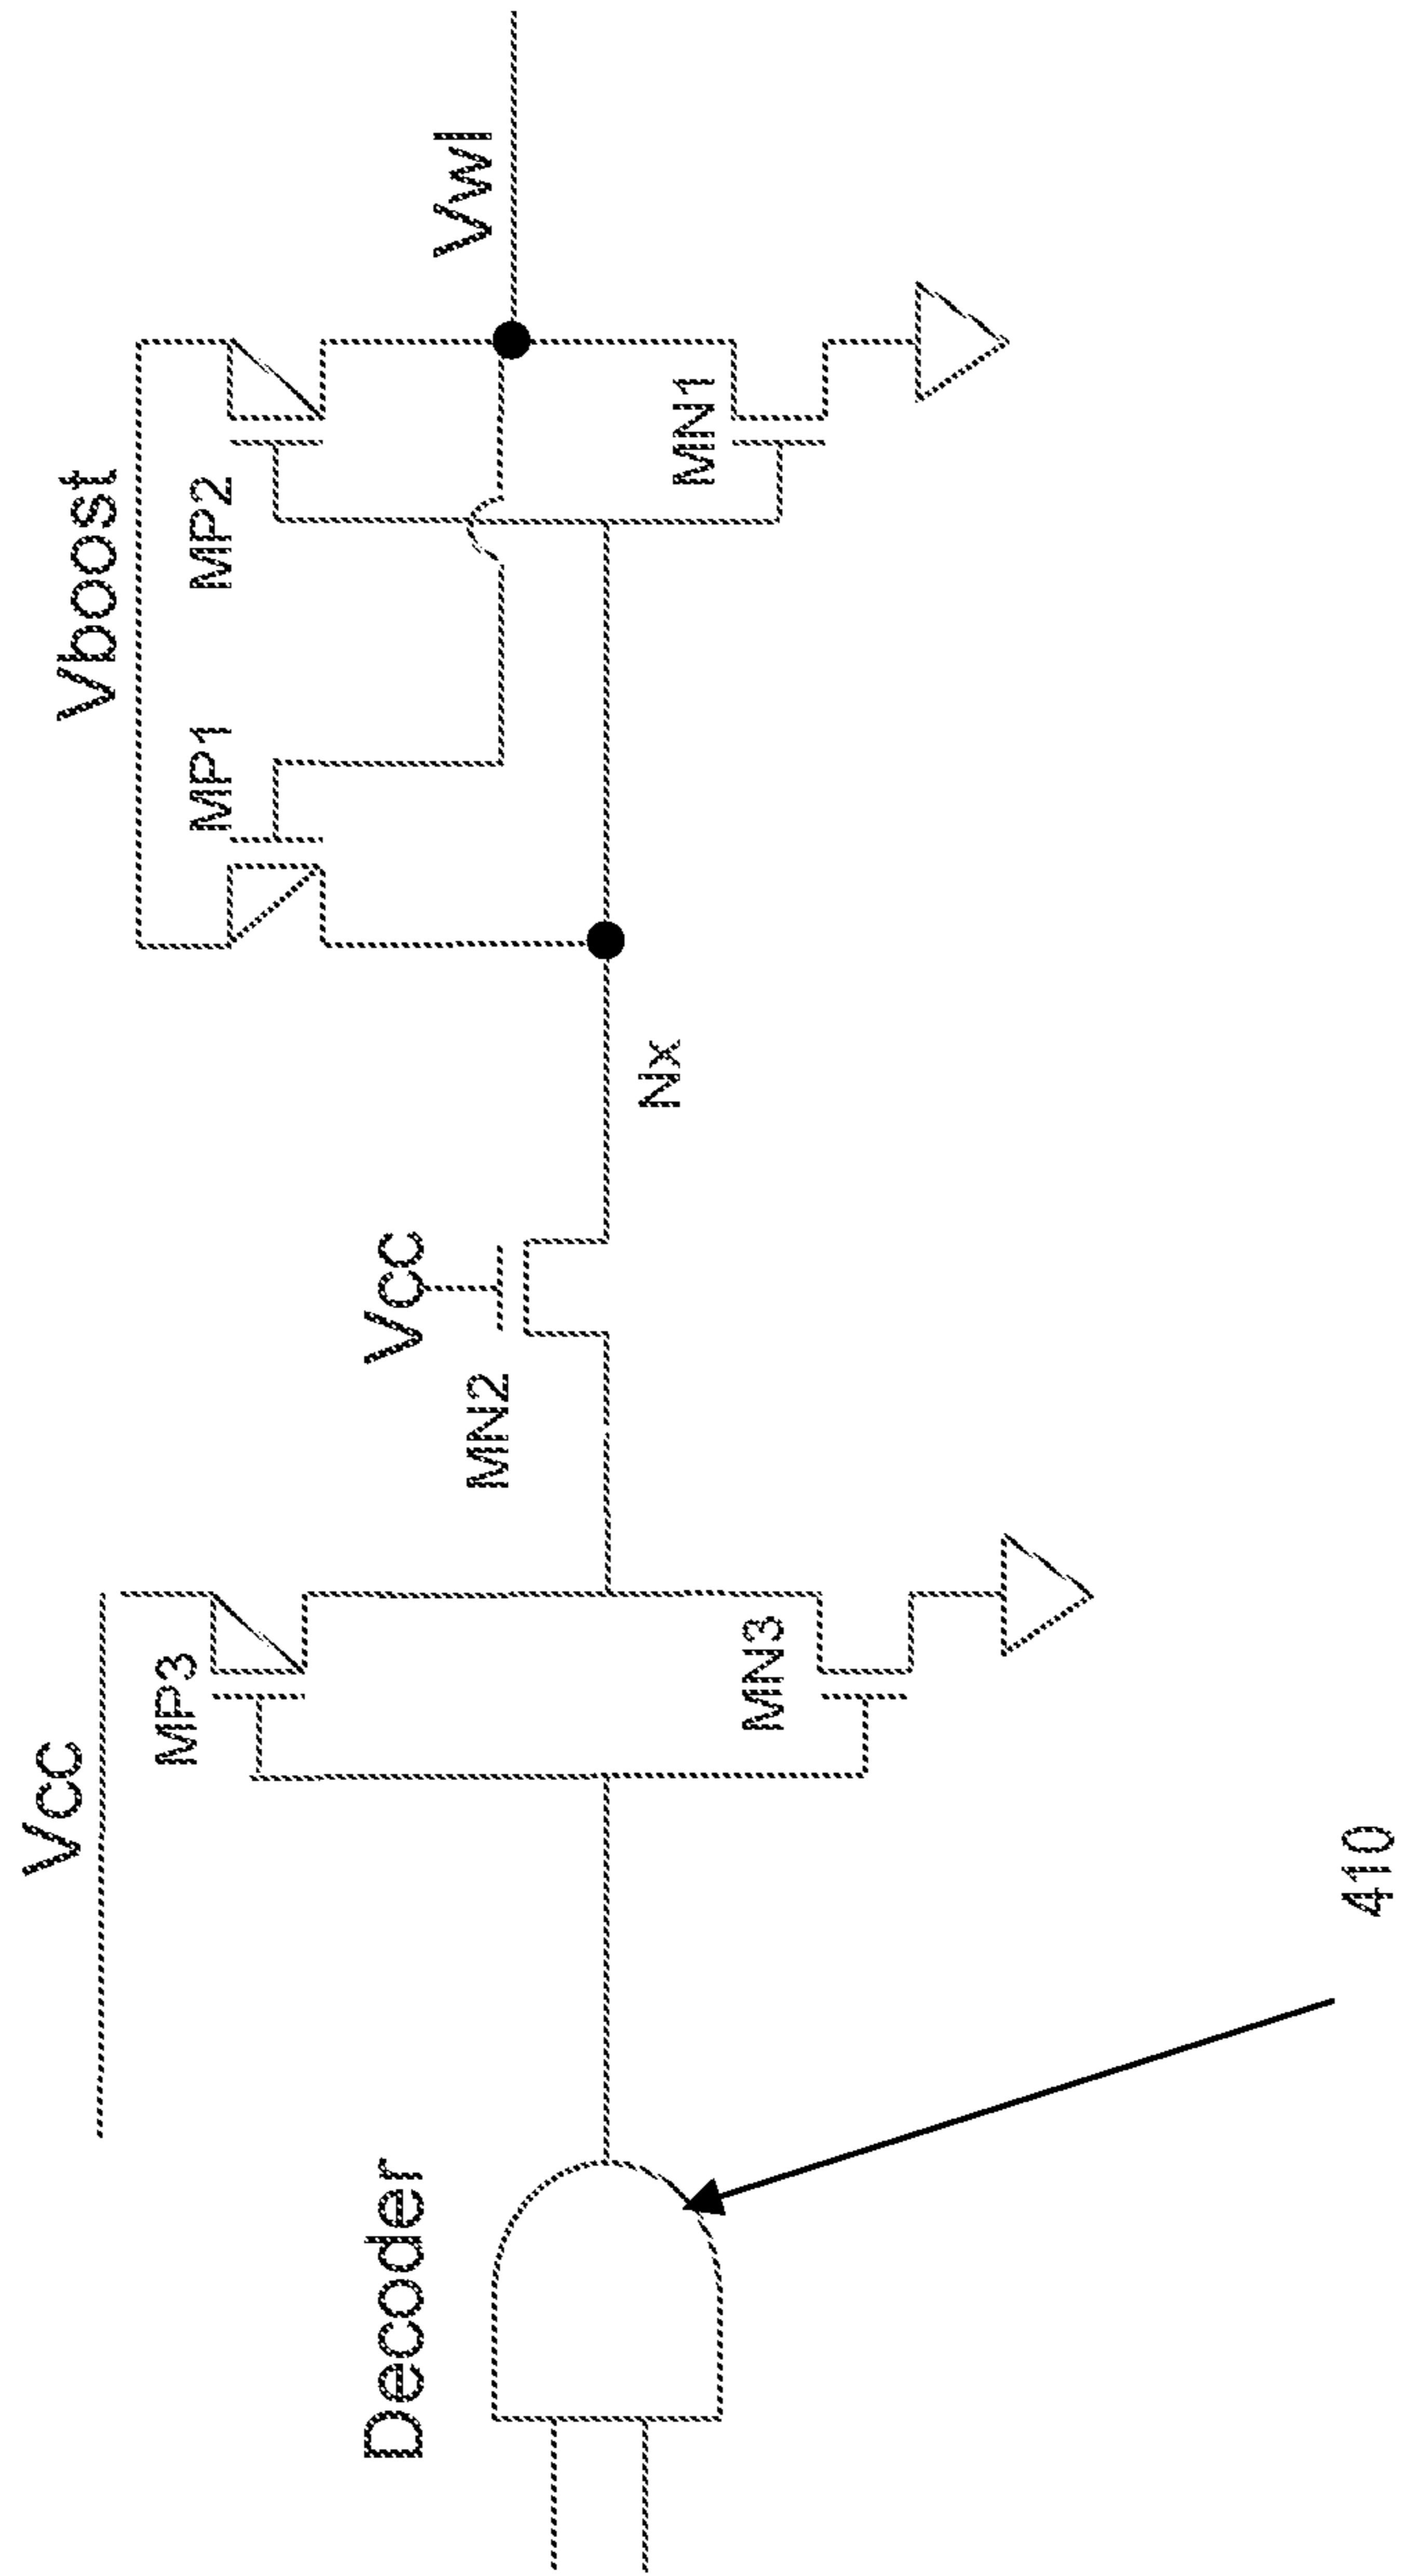 Decoder
410
Vcc
MP3
MN3
MN2
Vcc
Nx
MP1
Vboost
MP2
MN1
Vwl